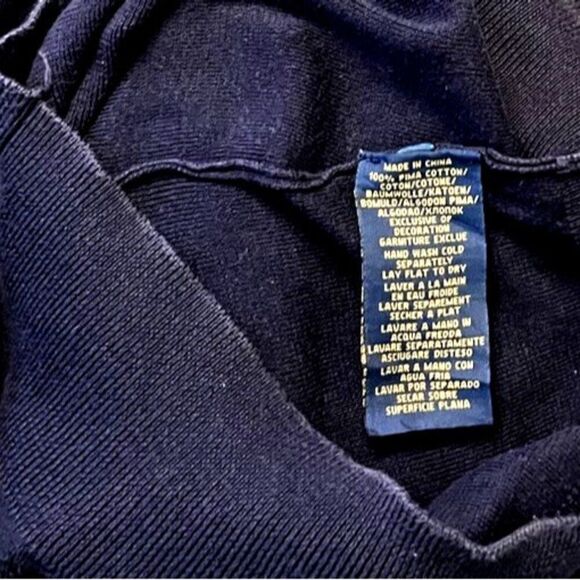 MADE IN CHINA
100% PIMA COTTON/
COTON/COTONE/
BAUMWOLLE/KATOEN/
BOMULD/ALGODON PIMA/
ALGODAO/ХЛОПОК
EXCLUSIVE OF
DECORATION
GARNITURE EXCLUE
HAND WASH COLD
SEPARATELY
LAY FLAT TO DRY
LAVER A LA MAIN
EN EAU FROIDE
LAVER SEPAREMENT
SECHER A PLAT
LAVARE A MANO IN
ACQUA FREDDA
LAVARE SEPARATAMENTE
ASCIUGARE DISTESO
LAVAR A MANO CON
AGUA FRIA
LAVAR POR SEPARADO
SECAR SOBRE
SUPERFICIE PLANA